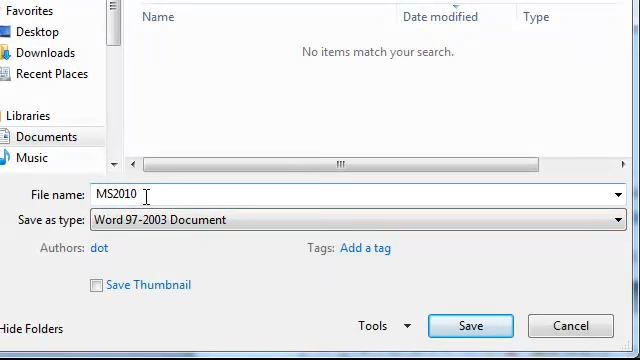 Favorites
Name Date modified Type
Desktop
Downloads
No items match your search.
Recent Places
Libraries
Documents
Music
File name: MS2010
Save as type: Word 97-2003 Document
Authors: dot Tags: Add a tag
Save Thumbnail
Hide Folders Tools Save Cancel